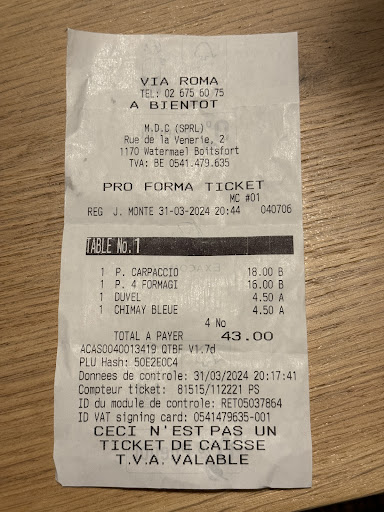 VIA ROMA
TEL: 02 675 60 75
A BIENTOT
M.D.C (SPRL)
Rue de la Venerie, 2
1170 Watermael Boitsfort
TVA: BE 0541.479.635
PRO FORMA TICKET
MC #01
REG J. MONTE 31-03-2024 20:44 040706
TABLE No.1
1 P. CARPACCIO 18.00 B
1 P. 4 FORMAGI 16.00 B
1 DUVEL 4.50 A
1 CHIMAY BLEUE 4.50 A
4 No
TOTAL A PAYER 43.00
ACAS0040013419 QTBF V1.7d
PLU Hash: 50E2E0C4
Donnees de controle: 31/03/2024 20:17:41
Compteur ticket: 81515/112221 PS
ID du module de controle: RET05037864
ID VAT signing card: 0541479635-001
CECI N'EST PAS UN
TICKET DE CAISSE
T.V.A. VALABLE